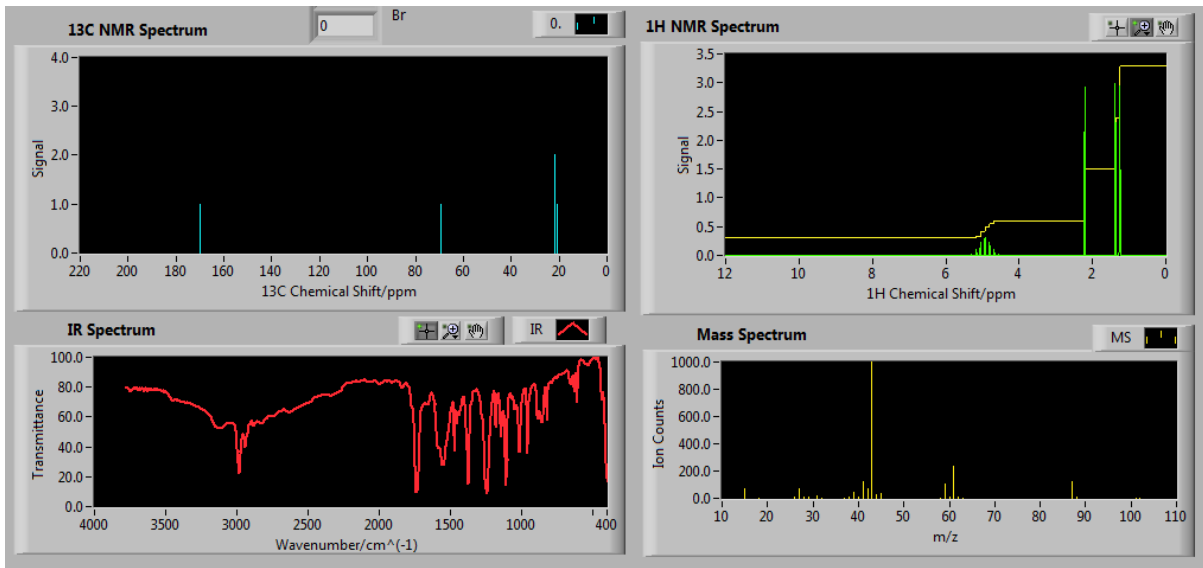 13C NMR Spectrum
0
Br
0.
4.0
3.0
2.0
1.0
0.0
Signal
220 200 180 160 140 120 100 80 60 40 20 0
13C Chemical Shift/ppm
1H NMR Spectrum
3.5
3.0
2.5
2.0
1.5
1.0
0.5
0.0
Signal
12 10 8 6 4 2 0
1H Chemical Shift/ppm
IR Spectrum
IR
100.0
80.0
60.0
40.0
20.0
0.0
Transmittance
4000 3500 3000 2500 2000 1500 1000 400
Wavenumber/cm^(-1)
Mass Spectrum
MS
1000.0
800.0
600.0
400.0
200.0
0.0
Ion Counts
10 20 30 40 50 60 70 80 90 100 110
m/z